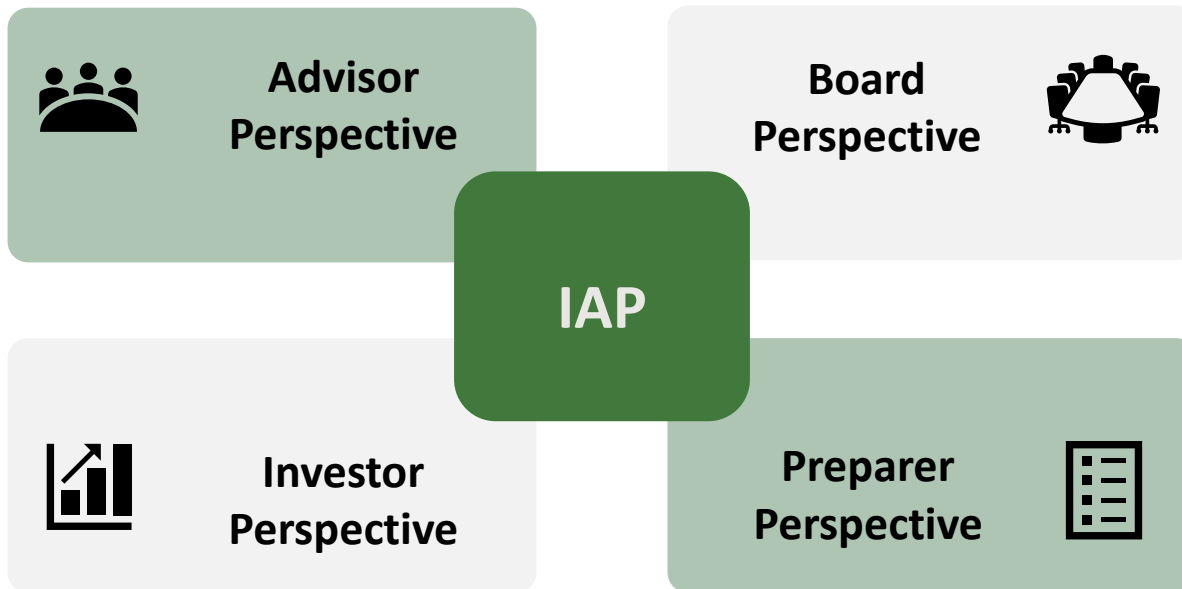 Advisor
Perspective
Board
Perspective
IAP
Investor
Perspective
Preparer
Perspective